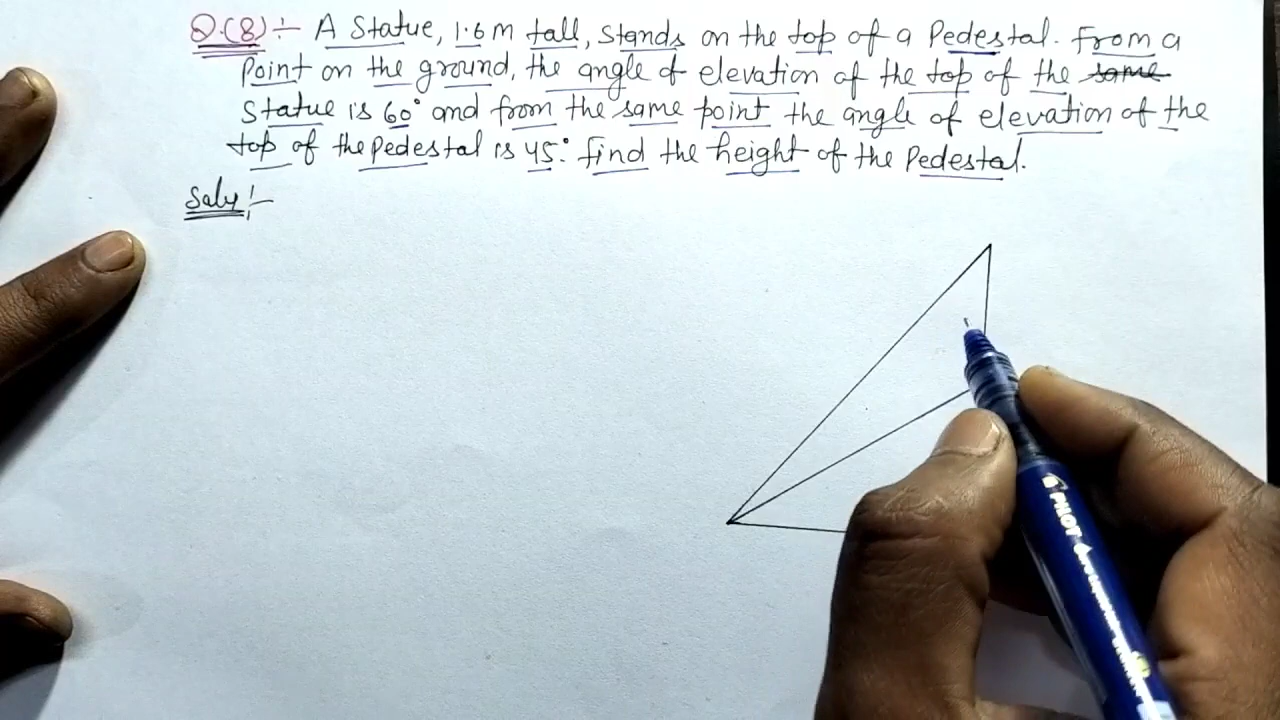 Q.(8) :- A Statue, 1.6 m tall, Stands on the top of a Pedestal. From a
Point on the ground, the angle of elevation of the top of the same
Statue is 60° and from the same point the angle of elevation of the
top of the Pedestal is 45°. find the height of the Pedestal.
Soln :-
PILOT